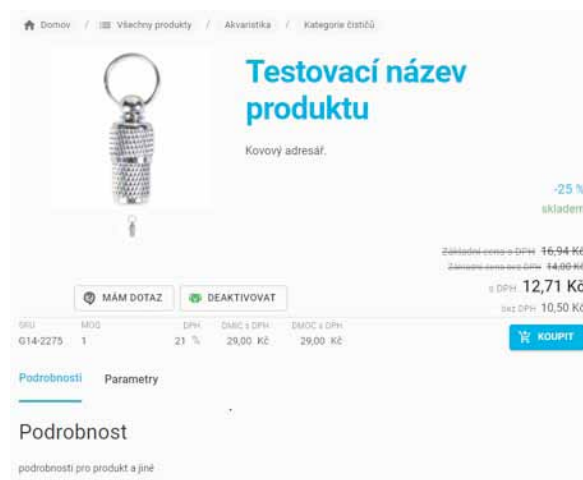 Domov / Všechny produkty / Akvaristika / Kategorie čističů
Testovací název
produktu
Kovový adresář.
-25 %
skladem
Základní cena s DPH 16,94 Kč
Základní cena bez DPH 14,00 Kč
s DPH 12,71 Kč
bez DPH 10,50 Kč
MÁM DOTAZ DEAKTIVOVAT
SKU MOQ DPH DMIC s DPH DMOC s DPH
G14-2275 1 21 % 29,00 Kč 29,00 Kč
KOUPIT
Podrobnosti Parametry
Podrobnost
podrobnosti pro produkt a jiné